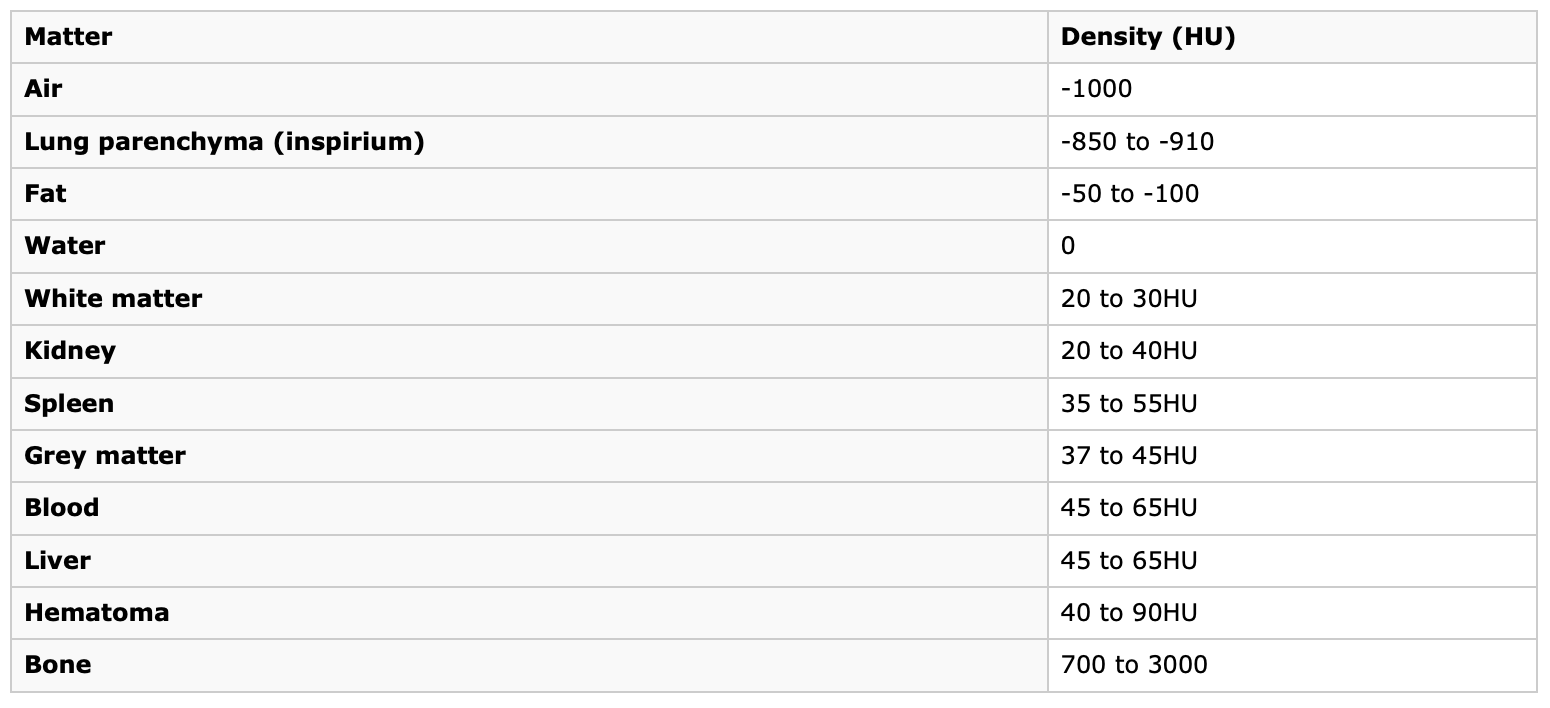 Matter Density (HU)
Air -1000
Lung parenchyma (inspirium) -850 to -910
Fat -50 to -100
Water 0
White matter 20 to 30HU
Kidney 20 to 40HU
Spleen 35 to 55HU
Grey matter 37 to 45HU
Blood 45 to 65HU
Liver 45 to 65HU
Hematoma 40 to 90HU
Bone 700 to 3000